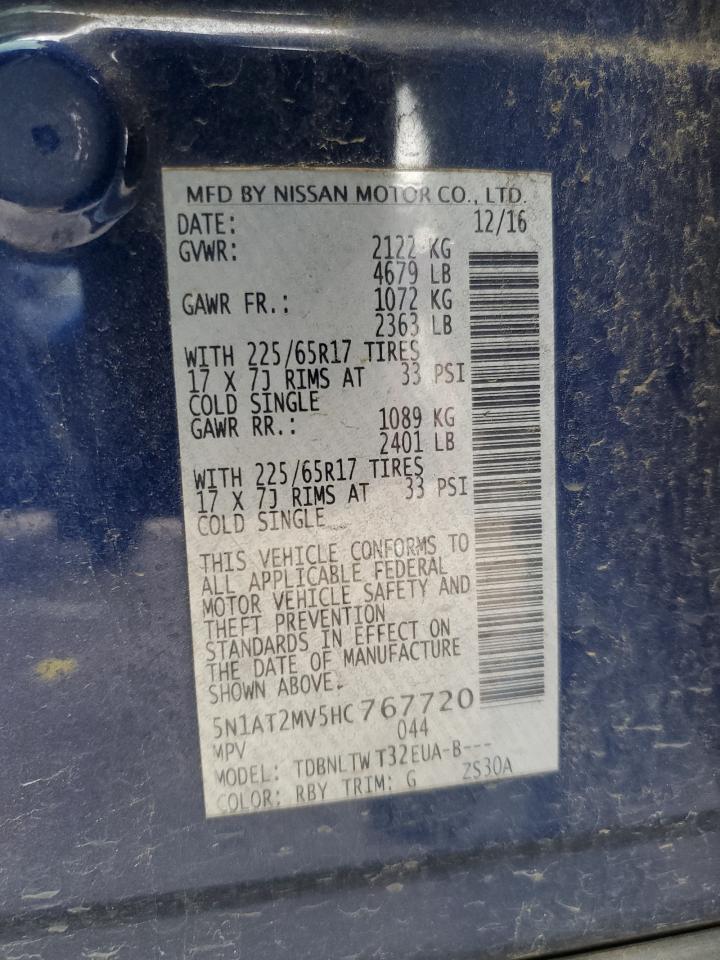 MFD BY NISSAN MOTOR CO., LTD.
DATE: 12/16
GVWR: 2122 KG
4679 LB
GAWR FR.: 1072 KG
2363 LB
WITH 225/65R17 TIRES
17 X 7J RIMS AT 33 PSI
COLD SINGLE
GAWR RR.: 1089 KG
2401 LB
WITH 225/65R17 TIRES
17 X 7J RIMS AT 33 PSI
COLD SINGLE
THIS VEHICLE CONFORMS TO
ALL APPLICABLE FEDERAL
MOTOR VEHICLE SAFETY AND
THEFT PREVENTION
STANDARDS IN EFFECT ON
THE DATE OF MANUFACTURE
SHOWN ABOVE.
5N1AT2MV5HC767720
MPV 044
MODEL: TDBNLTW T32EUA-B---
COLOR: RBY TRIM: G ZS30A